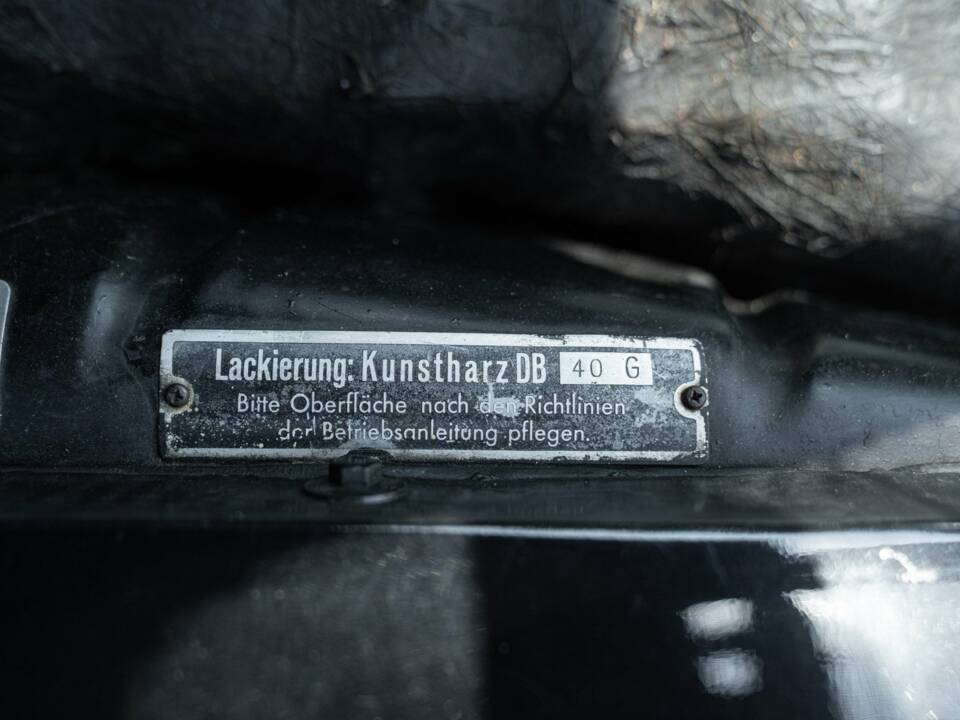 Lackierung: Kunstharz DB 40 G
Bitte Oberfläche nach den Richtlinien
der Betriebsanleitung pflegen.